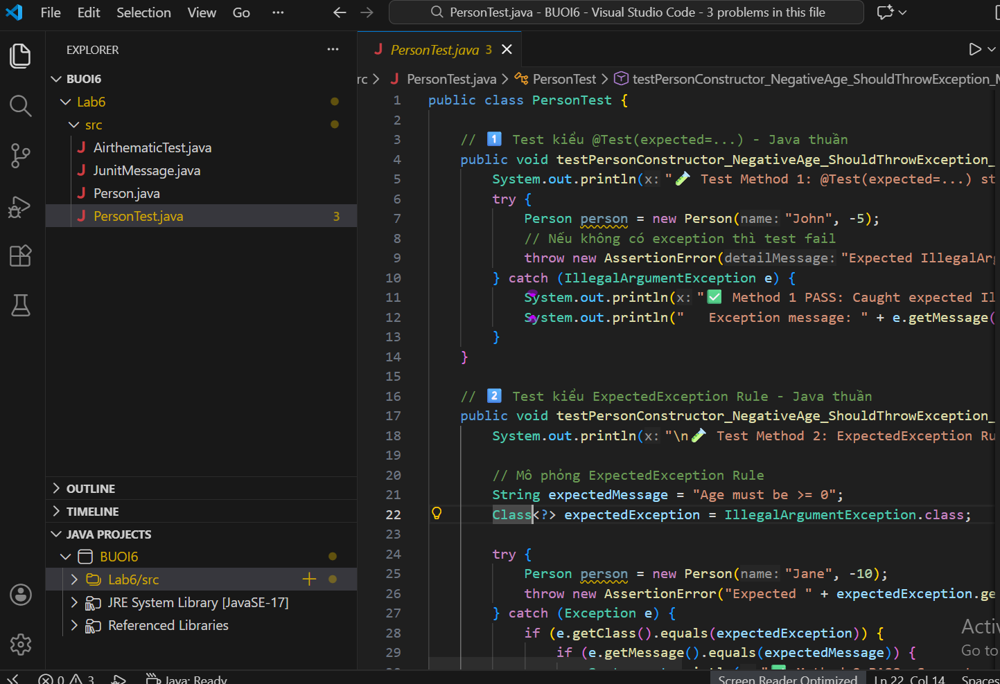 File Edit Selection View Go ···
PersonTest.java - BUOI6 - Visual Studio Code - 3 problems in this file
EXPLORER ···
BUOI6
Lab6
src
J AirthematicTest.java
J JunitMessage.java
J Person.java
J PersonTest.java 3
OUTLINE
TIMELINE
JAVA PROJECTS
BUOI6
Lab6/src
JRE System Library [JavaSE-17]
Referenced Libraries
J PersonTest.java 3
rc > J PersonTest.java > PersonTest > testPersonConstructor_NegativeAge_ShouldThrowException_
1 public class PersonTest {
2
3 // 1️⃣ Test kiểu @Test(expected=...) - Java thuần
4 public void testPersonConstructor_NegativeAge_ShouldThrowException_
5 System.out.println(x: "🧪 Test Method 1: @Test(expected=...) st
6 try {
7 Person person = new Person(name: "John", -5);
8 // Nếu không có exception thì test fail
9 throw new AssertionError(detailMessage: "Expected IllegalArg
10 } catch (IllegalArgumentException e) {
11 System.out.println(x: "✅ Method 1 PASS: Caught expected Il
12 System.out.println("   Exception message: " + e.getMessage(
13 }
14 }
15
16 // 2️⃣ Test kiểu ExpectedException Rule - Java thuần
17 public void testPersonConstructor_NegativeAge_ShouldThrowException_
18 System.out.println(x: "\n🧪 Test Method 2: ExpectedException Ru
19
20 // Mô phỏng ExpectedException Rule
21 String expectedMessage = "Age must be >= 0";
22 Class<?> expectedException = IllegalArgumentException.class;
23
24 try {
25 Person person = new Person(name: "Jane", -10);
26 throw new AssertionError("Expected " + expectedException.ge
27 } catch (Exception e) {
28 if (e.getClass().equals(expectedException)) {
29 if (e.getMessage().equals(expectedMessage)) {
Activ
Go to
0 3 Java: Ready
Screen Reader Optimized Ln 22, Col 14 Spaces